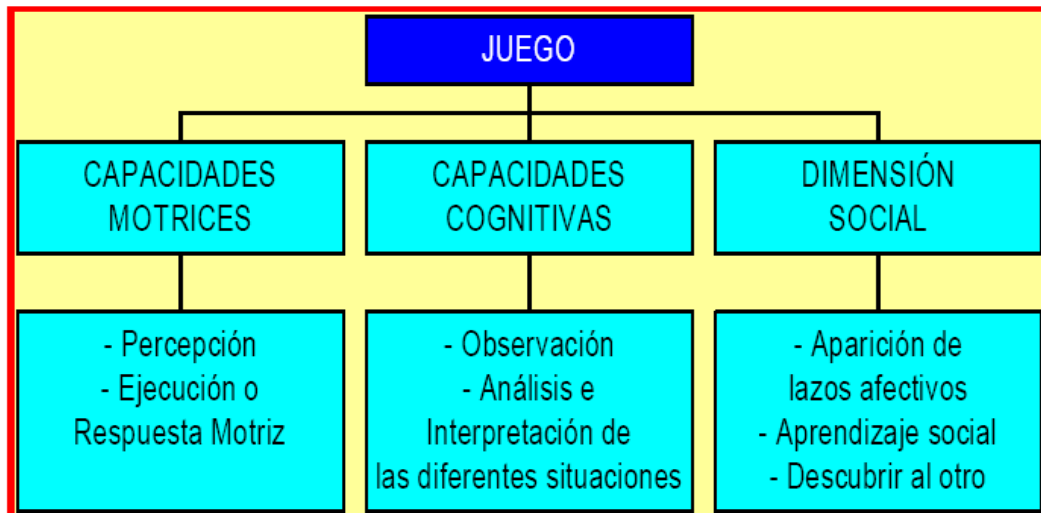 JUEGO
CAPACIDADES
MOTRICES
CAPACIDADES
COGNITIVAS
DIMENSIÓN
SOCIAL
- Percepción
- Ejecución o
Respuesta Motriz
- Observación
- Análisis e
Interpretación de
las diferentes situaciones
- Aparición de
lazos afectivos
- Aprendizaje social
- Descubrir al otro